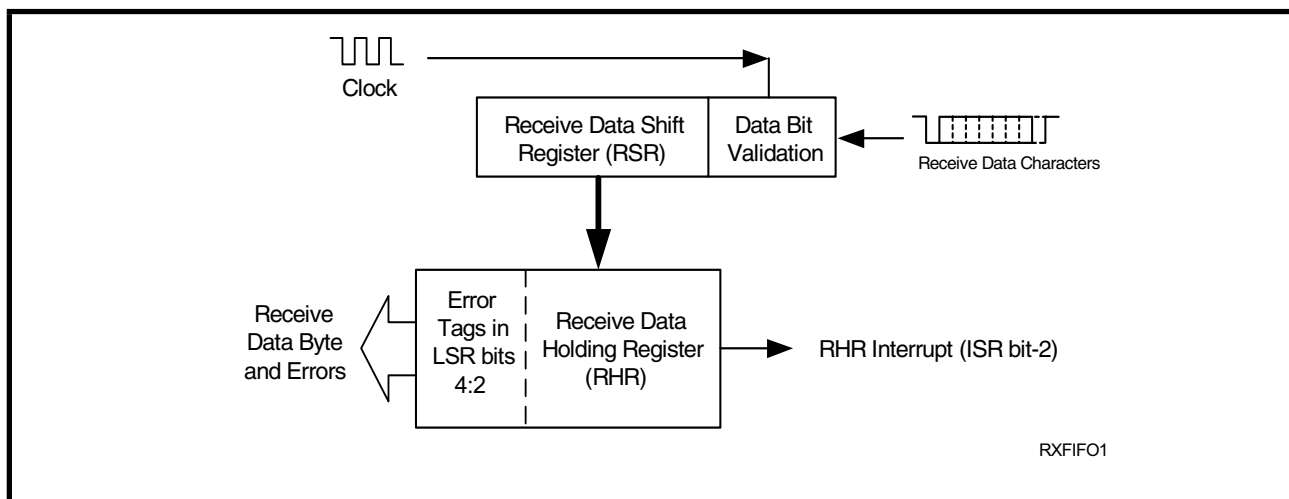 Clock
Receive Data Shift
Register (RSR)
Data Bit
Validation
Receive Data Characters
Receive
Data Byte
and Errors
Error
Tags in
LSR bits
4:2
Receive Data
Holding Register
(RHR)
RHR Interrupt (ISR bit-2)
RXFIFO1